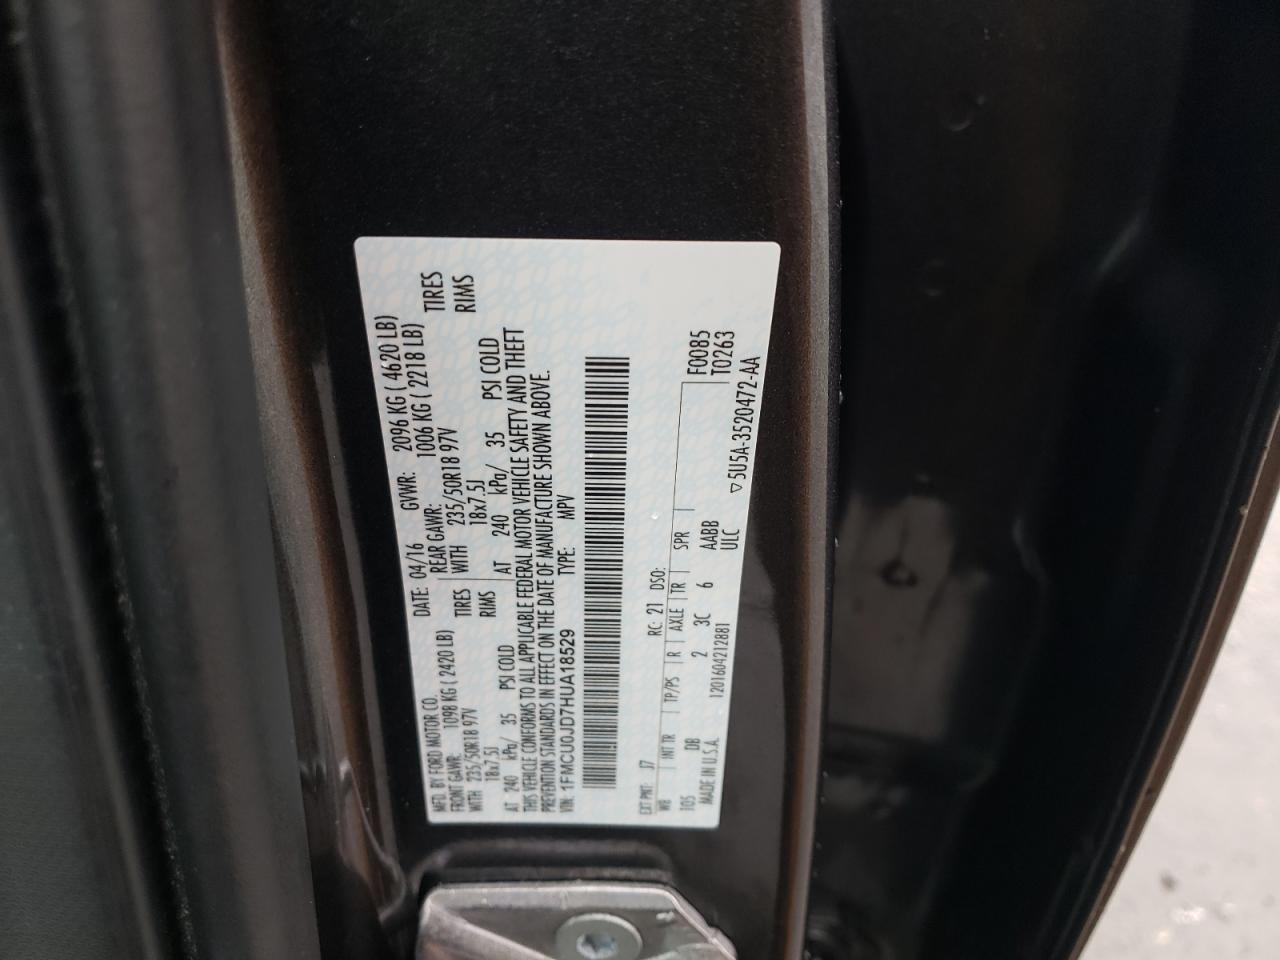 MFD. BY FORD MOTOR CO. DATE: 04/16 GVWR: 2096 KG ( 4620 LB)
FRONT GAWR: 1098 KG ( 2420 LB) REAR GAWR: 1006 KG ( 2218 LB)
WITH 235/50R18 97V TIRES WITH 235/50R18 97V TIRES
18x7.5J RIMS 18x7.5J RIMS
AT 240 kPa/ 35 PSI COLD AT 240 kPa/ 35 PSI COLD
THIS VEHICLE CONFORMS TO ALL APPLICABLE FEDERAL MOTOR VEHICLE SAFETY AND THEFT
PREVENTION STANDARDS IN EFFECT ON THE DATE OF MANUFACTURE SHOWN ABOVE.
VIN: 1FMCU0JD7HUA18529 TYPE: MPV
EXT PNT: J7 RC: 21 DSO: F0085
WB INT TR TP/PS R AXLE TR SPR T0263
105 DB 2 3C 6 AABB
MADE IN U.S.A. 1201604212881 ULC
▽5U5A-3520472-AA